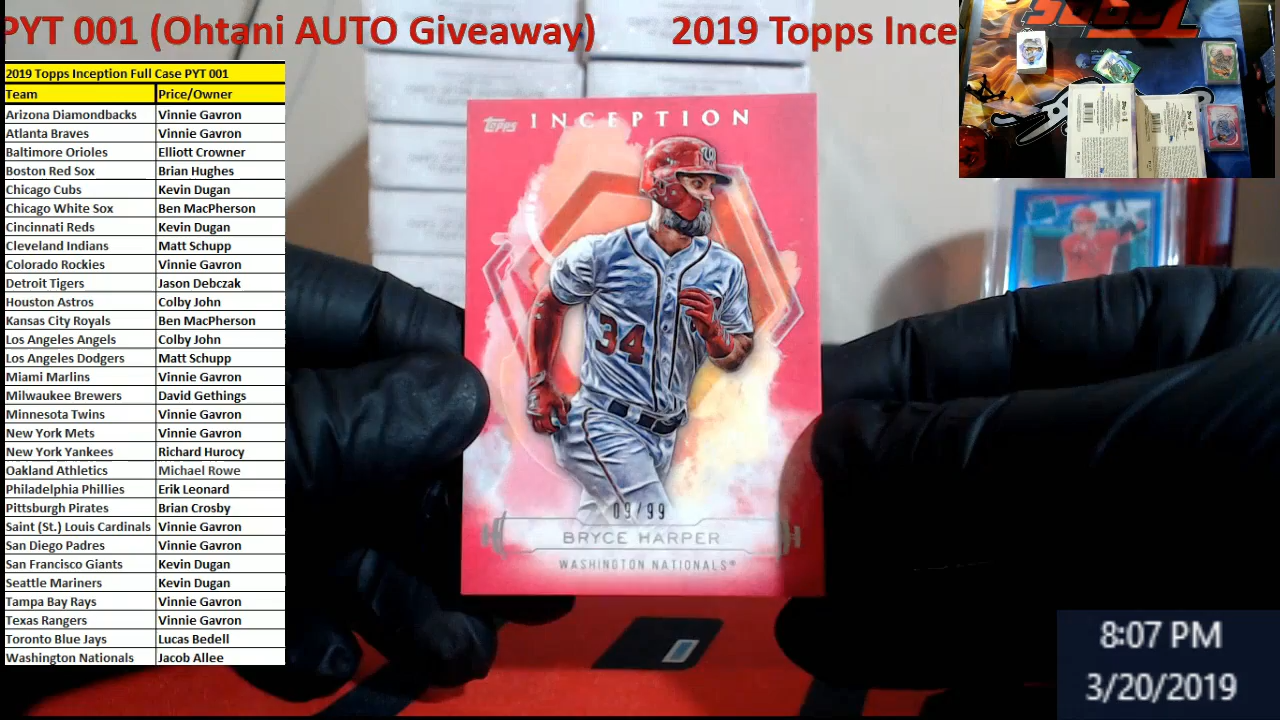 PYT 001 (Ohtani AUTO Giveaway) 2019 Topps Ince
2019 Topps Inception Full Case PYT 001
Team Price/Owner
Arizona Diamondbacks Vinnie Gavron
Atlanta Braves Vinnie Gavron
Baltimore Orioles Elliott Crowner
Boston Red Sox Brian Hughes
Chicago Cubs Kevin Dugan
Chicago White Sox Ben MacPherson
Cincinnati Reds Kevin Dugan
Cleveland Indians Matt Schupp
Colorado Rockies Vinnie Gavron
Detroit Tigers Jason Debczak
Houston Astros Colby John
Kansas City Royals Ben MacPherson
Los Angeles Angels Colby John
Los Angeles Dodgers Matt Schupp
Miami Marlins Vinnie Gavron
Milwaukee Brewers David Gethings
Minnesota Twins Vinnie Gavron
New York Mets Vinnie Gavron
New York Yankees Richard Hurocy
Oakland Athletics Michael Rowe
Philadelphia Phillies Erik Leonard
Pittsburgh Pirates Brian Crosby
Saint (St.) Louis Cardinals Vinnie Gavron
San Diego Padres Vinnie Gavron
San Francisco Giants Kevin Dugan
Seattle Mariners Kevin Dugan
Tampa Bay Rays Vinnie Gavron
Texas Rangers Vinnie Gavron
Toronto Blue Jays Lucas Bedell
Washington Nationals Jacob Allee
Topps INCEPTION
W
34
09/99
BRYCE HARPER
WASHINGTON NATIONALS®
8:07 PM
3/20/2019